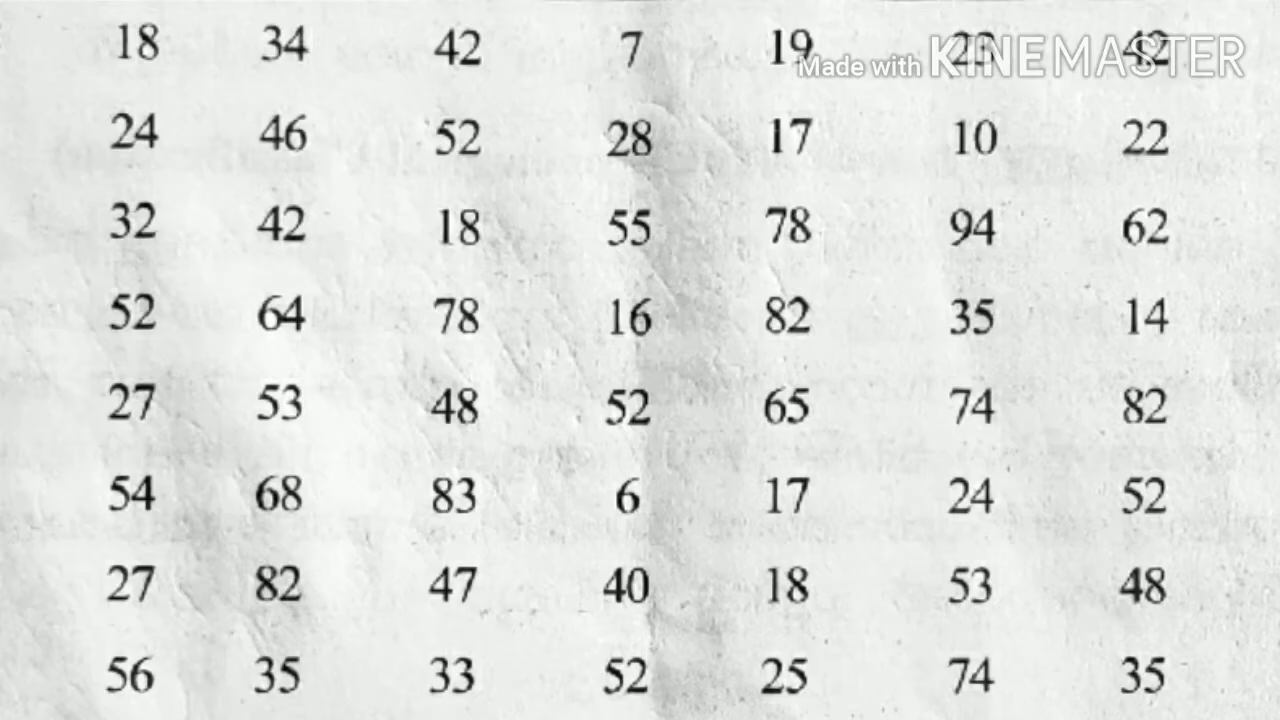 18 34 42 7 19 23 42
Made with KINEMASTER
24 46 52 28 17 10 22
32 42 18 55 78 94 62
52 64 78 16 82 35 14
27 53 48 52 65 74 82
54 68 83 6 17 24 52
27 82 47 40 18 53 48
56 35 33 52 25 74 35